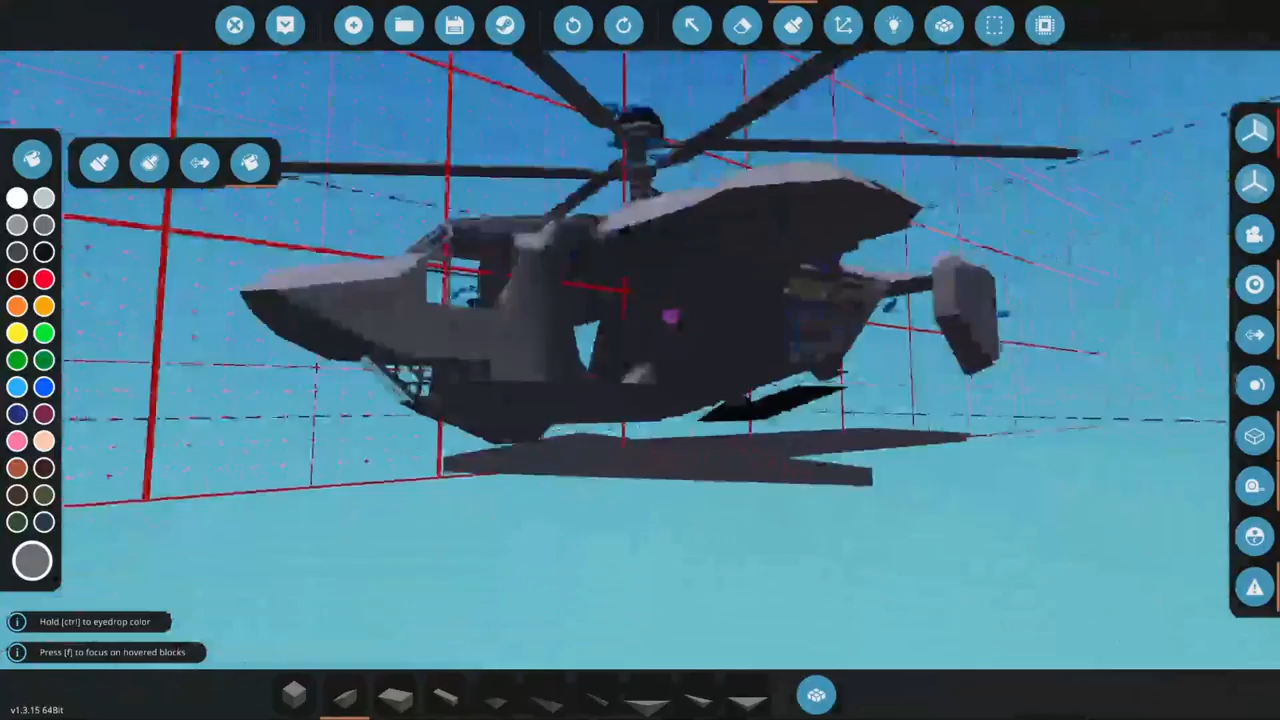 Hold [ctrl] to eyedrop color
Press [f] to focus on hovered blocks
v1.3.15 64Bit